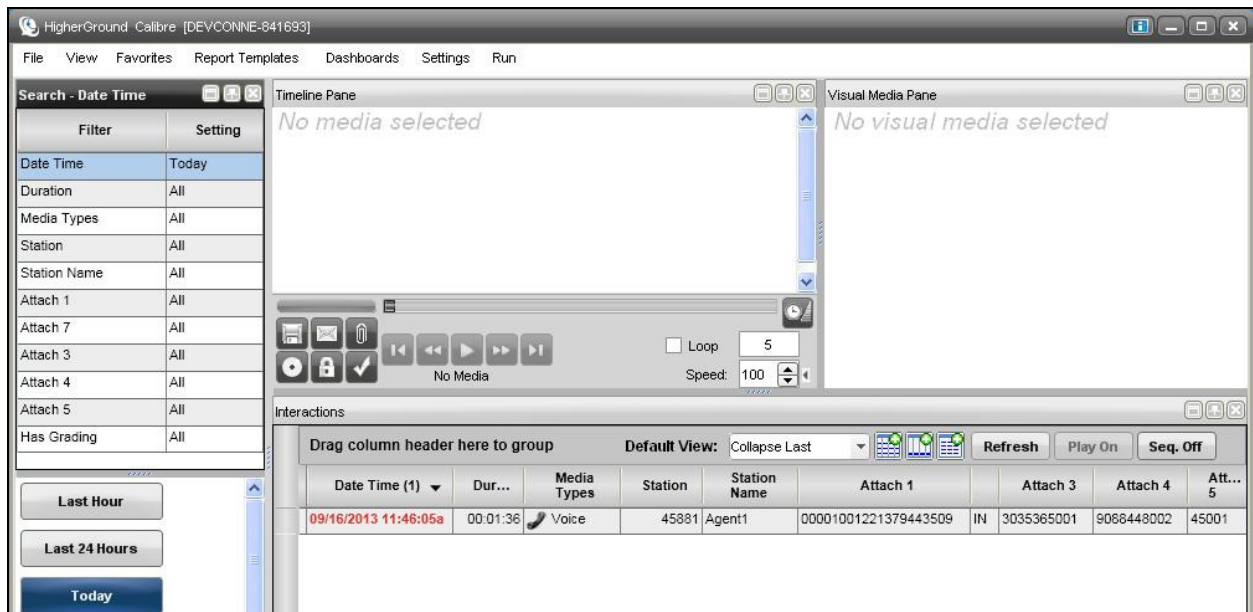 HigherGround Calibre [DEVCONNE-841693]
File View Favorites Report Templates Dashboards Settings Run
Search - Date Time
Filter Setting
Date Time Today
Duration All
Media Types All
Station All
Station Name All
Attach 1 All
Attach 7 All
Attach 3 All
Attach 4 All
Attach 5 All
Has Grading All
Last Hour
Last 24 Hours
Today
Timeline Pane
No media selected
No Media
Loop 5
Speed: 100
Visual Media Pane
No visual media selected
Interactions
Drag column header here to group Default View: Collapse Last Refresh Play On Seq. Off
Date Time (1) Dur... Media Types Station Station Name Attach 1 Attach 3 Attach 4 Att... 5
09/16/2013 11:46:05a 00:01:36 Voice 45881 Agent1 00001001221379443509 IN 3035365001 9088448002 45001